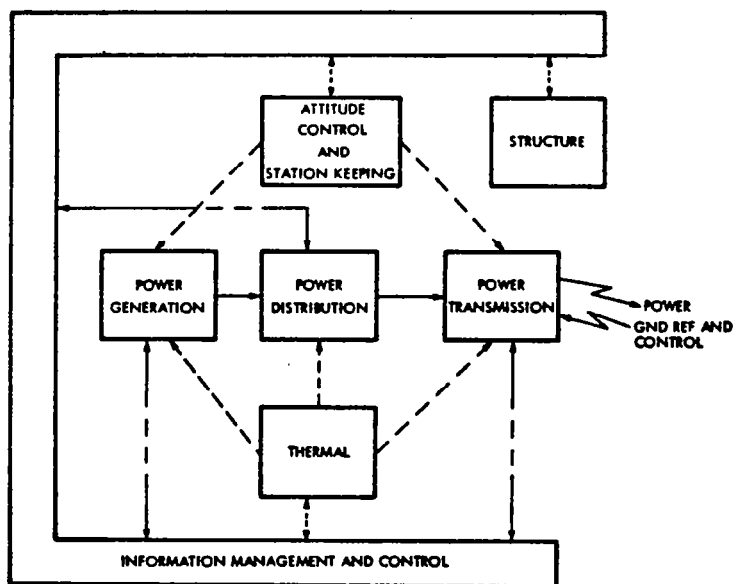 ATTITUDE
CONTROL
AND
STATION KEEPING
STRUCTURE
POWER
GENERATION
POWER
DISTRIBUTION
POWER
TRANSMISSION
POWER
GND REF AND
CONTROL
THERMAL
INFORMATION MANAGEMENT AND CONTROL